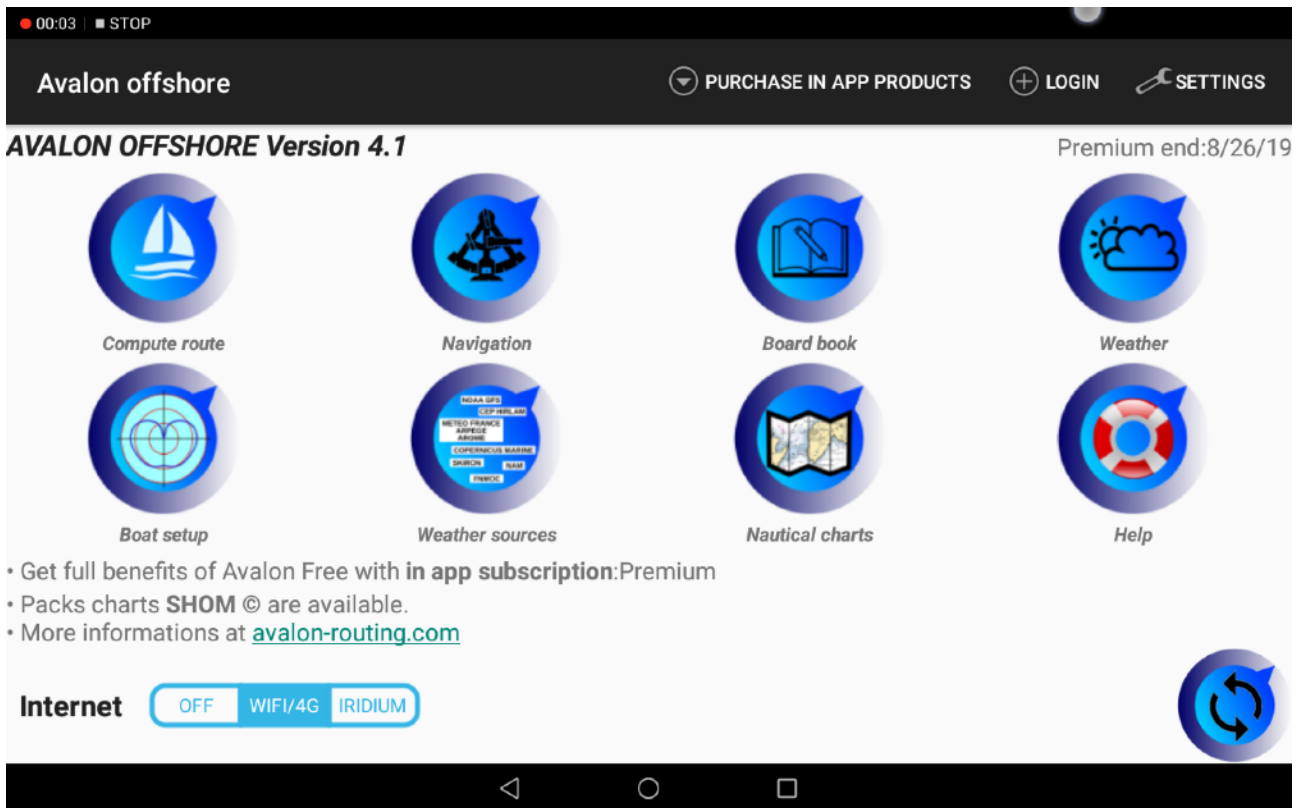 00:03 STOP
Avalon offshore PURCHASE IN APP PRODUCTS LOGIN SETTINGS
AVALON OFFSHORE Version 4.1 Premium end:8/26/19
Compute route Navigation Board book Weather
NOAA GFS
CEP HIRLAM
METEO FRANCE
ARPEGE
AROME
COPERNICUS MARINE
SKIRON NAM
FNMOC
Boat setup Weather sources Nautical charts Help
• Get full benefits of Avalon Free with in app subscription:Premium
• Packs charts SHOM © are available.
• More informations at avalon-routing.com
Internet OFF WIFI/4G IRIDIUM